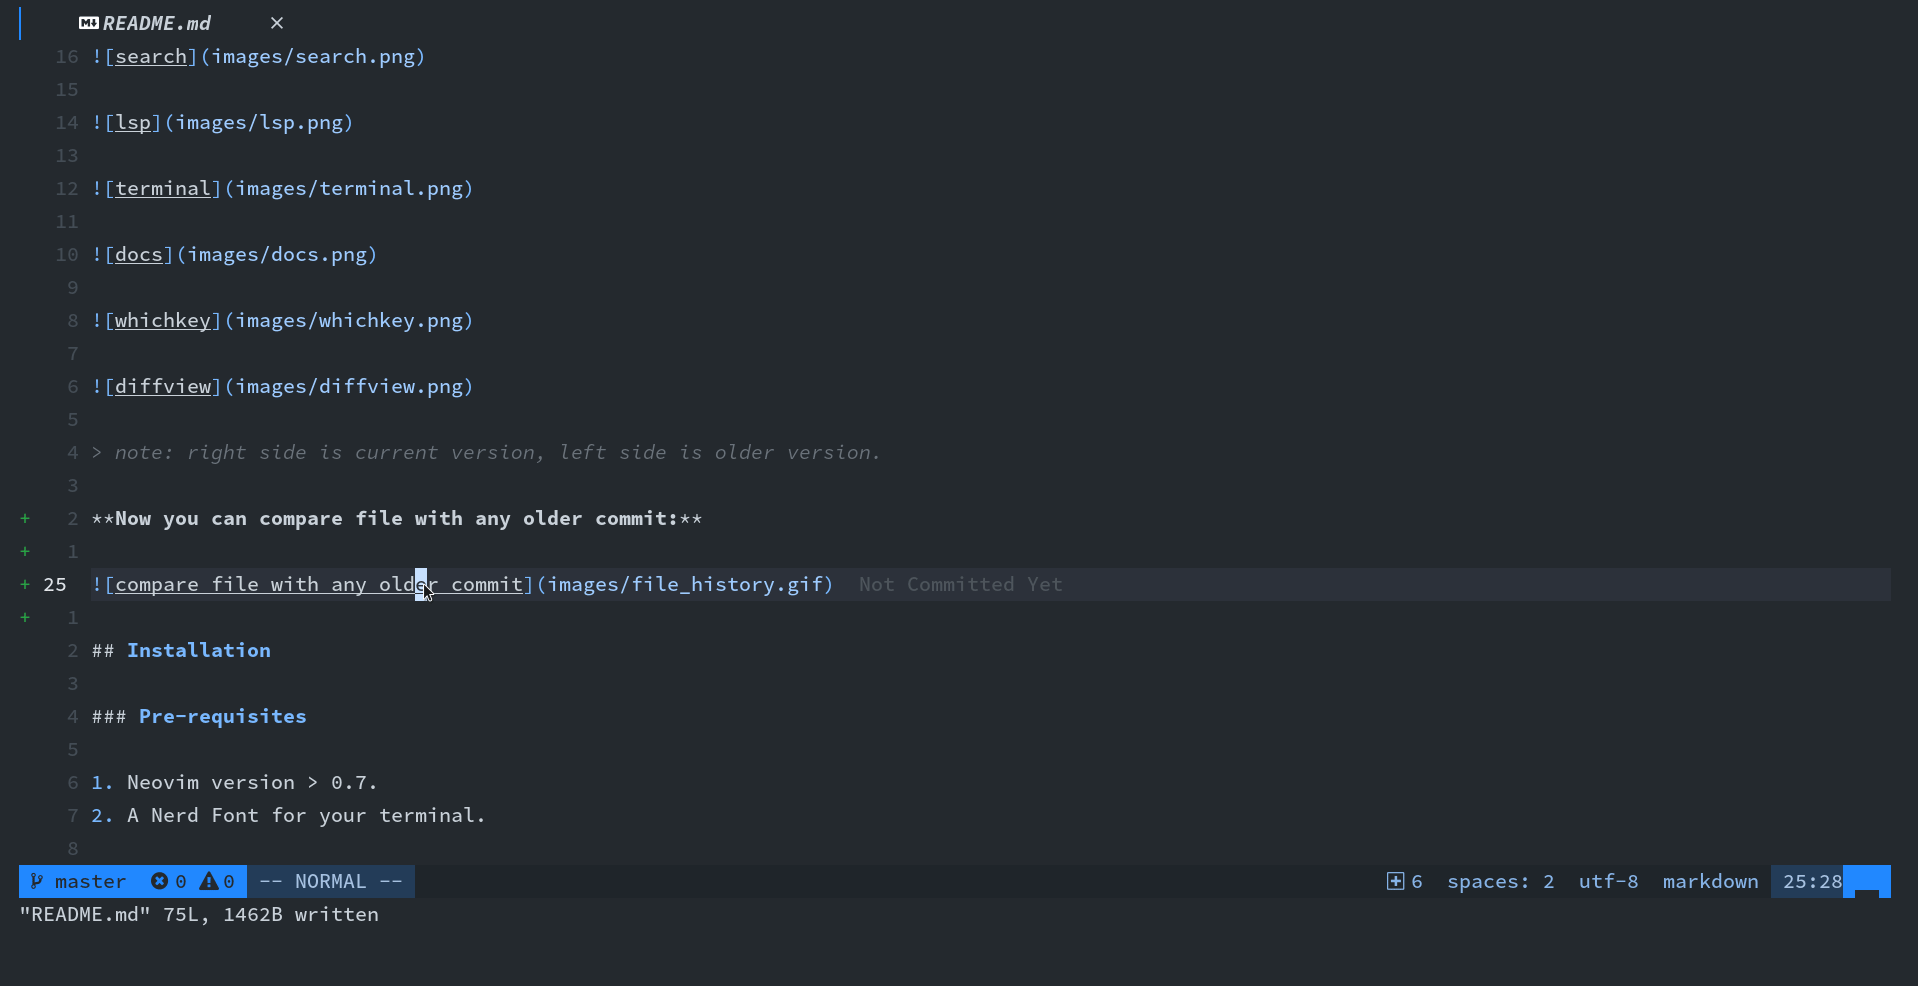 README.md ×
16 ![search](images/search.png)
15
14 ![lsp](images/lsp.png)
13
12 ![terminal](images/terminal.png)
11
10 ![docs](images/docs.png)
9
8 ![whichkey](images/whichkey.png)
7
6 ![diffview](images/diffview.png)
5
4 > note: right side is current version, left side is older version.
3
+ 2 **Now you can compare file with any older commit:**
+ 1
+ 25 ![compare file with any older commit](images/file_history.gif) Not Committed Yet
+ 1
2 ## Installation
3
4 ### Pre-requisites
5
6 1. Neovim version > 0.7.
7 2. A Nerd Font for your terminal.
8
master 0 0 -- NORMAL -- 6 spaces: 2 utf-8 markdown 25:28
"README.md" 75L, 1462B written